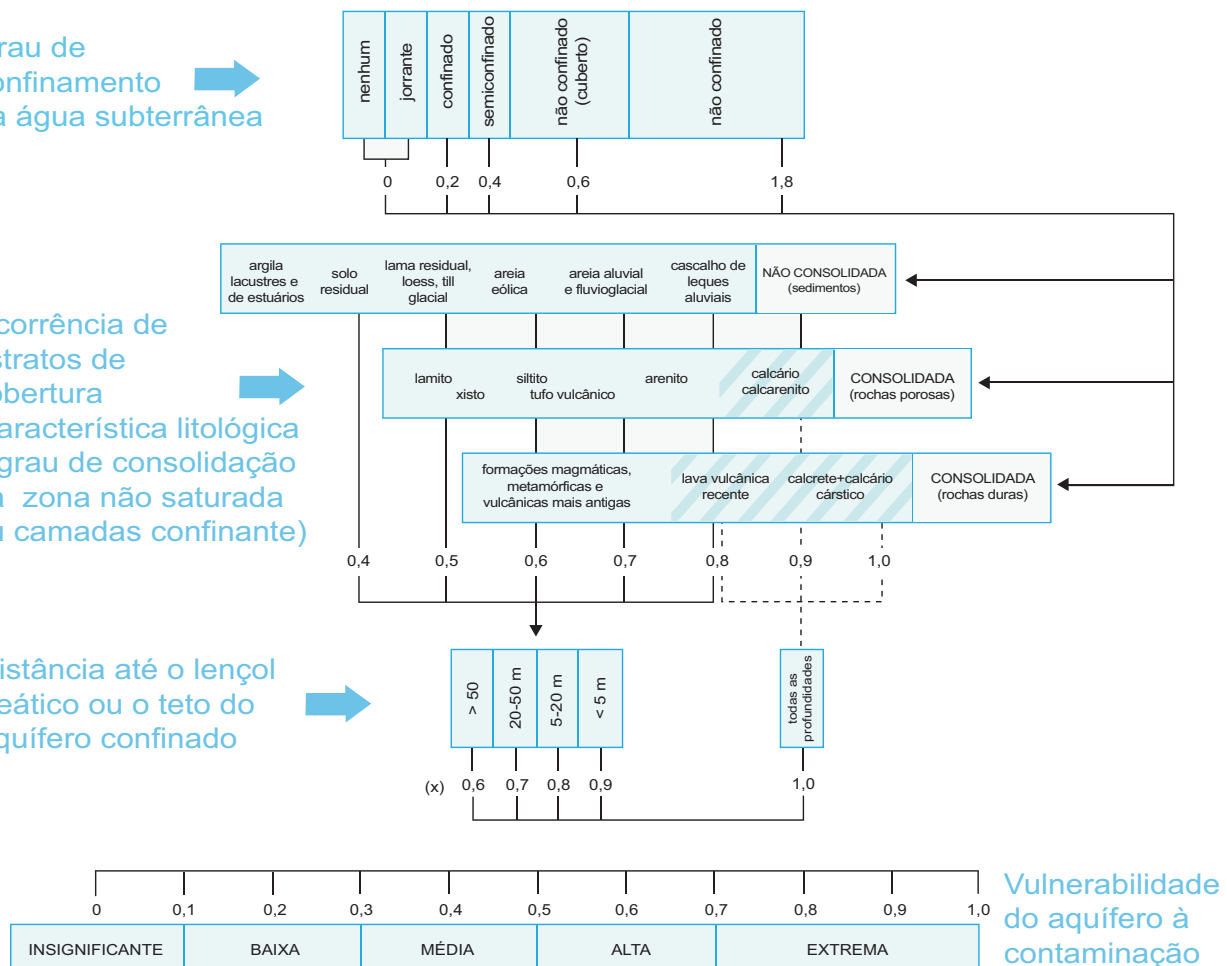 rau de
onfinamento
a água subterrânea
nenhum
jorrante
confinado
semiconfinado
não confinado
(cuberto)
não confinado
0
0,2
0,4
0,6
1,8
argila
lacustres e
de estuários
solo
residual
lama residual,
loess, till
glacial
areia
eólica
areia aluvial
e fluvioglacial
cascalho de
leques
aluviais
NÃO CONSOLIDADA
(sedimentos)
corrência de
stratos de
obertura
aracterística litológica
grau de consolidação
a zona não saturada
u camadas confinante)
lamito
xisto
siltito
tufo vulcânico
arenito
calcário
calcarenito
CONSOLIDADA
(rochas porosas)
formações magmáticas,
metamórficas e
vulcânicas mais antigas
lava vulcânica
recente
calcrete+calcário
cárstico
CONSOLIDADA
(rochas duras)
0,4
0,5
0,6
0,7
0,8
0,9
1,0
istância até o lençol
eático ou o teto do
quífero confinado
> 50
20-50 m
5-20 m
< 5 m
todas as
profundidades
(x) 0,6 0,7 0,8 0,9
1,0
0 0,1 0,2 0,3 0,4 0,5 0,6 0,7 0,8 0,9 1,0
INSIGNIFICANTE
BAIXA
MÉDIA
ALTA
EXTREMA
Vulnerabilidade
do aquífero à
contaminação